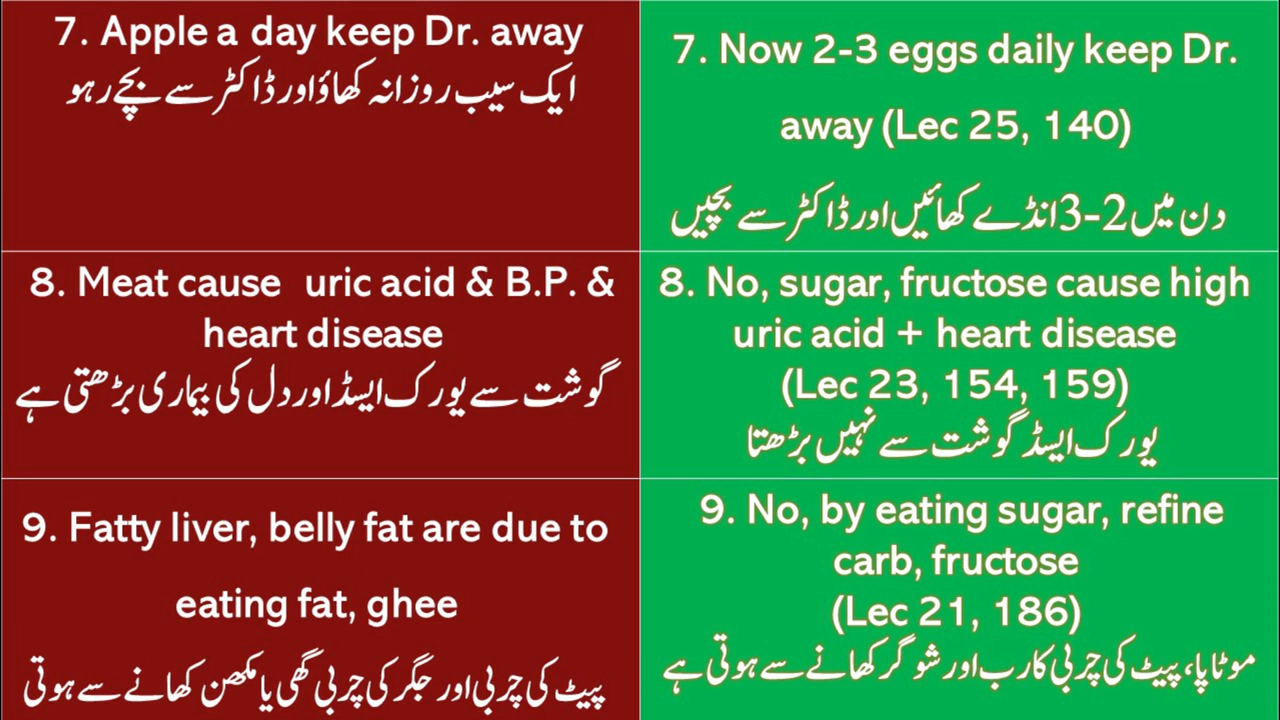 7. Apple a day keep Dr. away
ایک سیب روزانہ کھاؤ اور ڈاکٹر سے بچے رہو
7. Now 2-3 eggs daily keep Dr.
away (Lec 25, 140)
دن میں 2-3 انڈے کھائیں اور ڈاکٹر سے بچیں
8. Meat cause uric acid & B.P. &
heart disease
گوشت سے یورک ایسڈ اور دل کی بیماری بڑھتی ہے
8. No, sugar, fructose cause high
uric acid + heart disease
(Lec 23, 154, 159)
یورک ایسڈ گوشت سے نہیں بڑھتا
9. Fatty liver, belly fat are due to
eating fat, ghee
پیٹ کی چربی اور جگر کی چربی گھی یا مکھن کھانے سے ہوتی
9. No, by eating sugar, refine
carb, fructose
(Lec 21, 186)
موٹاپا، پیٹ کی چربی کارب اور شوگر کھانے سے ہوتی ہے